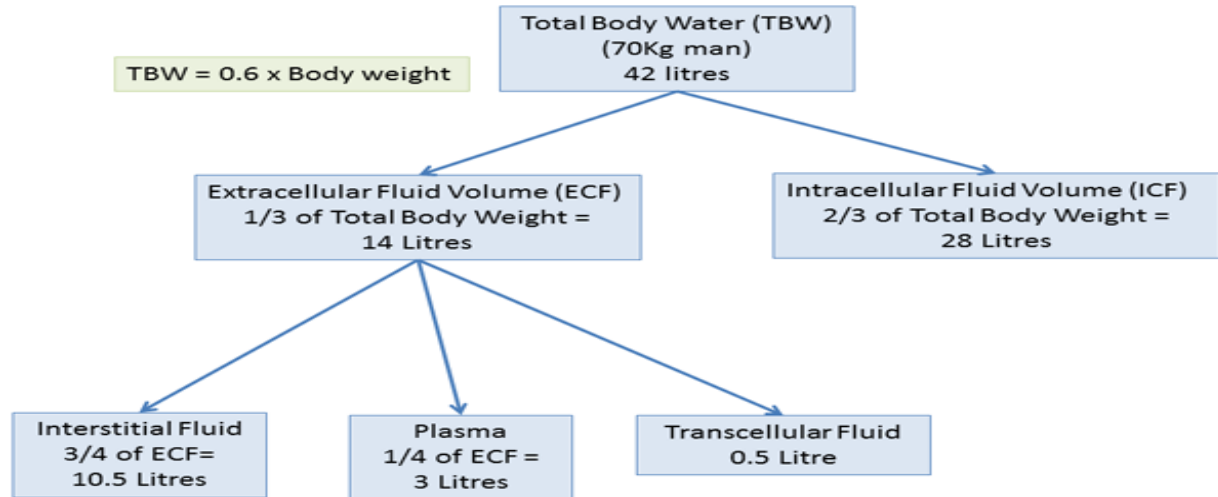 Total Body Water (TBW)
(70Kg man)
42 litres
TBW = 0.6 x Body weight
Extracellular Fluid Volume (ECF)
1/3 of Total Body Weight =
14 Litres
Intracellular Fluid Volume (ICF)
2/3 of Total Body Weight =
28 Litres
Interstitial Fluid
3/4 of ECF=
10.5 Litres
Plasma
1/4 of ECF =
3 Litres
Transcellular Fluid
0.5 Litre